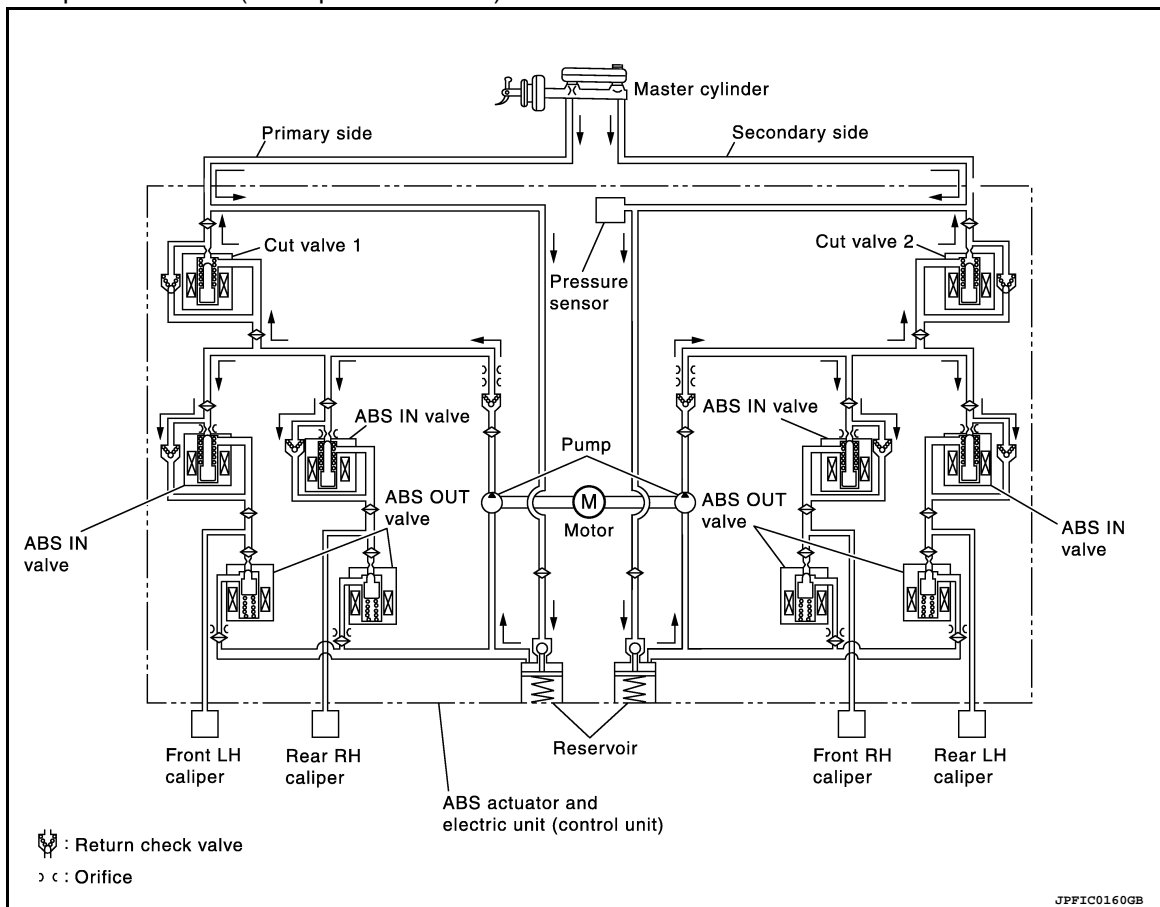 Master cylinder
Primary side
Secondary side
Cut valve 1
Cut valve 2
Pressure
sensor
ABS IN valve
ABS IN valve
Pump
ABS OUT
valve
M
Motor
ABS OUT
valve
ABS IN
valve
ABS IN
valve
Reservoir
Front LH
caliper
Rear RH
caliper
Front RH
caliper
Rear LH
caliper
ABS actuator and
electric unit (control unit)
: Return check valve
: Orifice
JPFIC0160GB